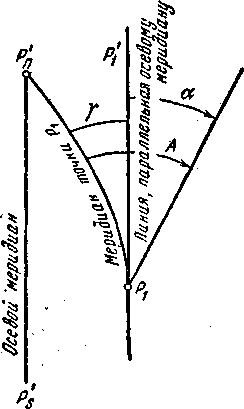 P'п
P'₁
Линия, параллельная осевому
меридиану
γ
α
A
Меридиан точки P₁
Осевой меридиан
P₁
P's